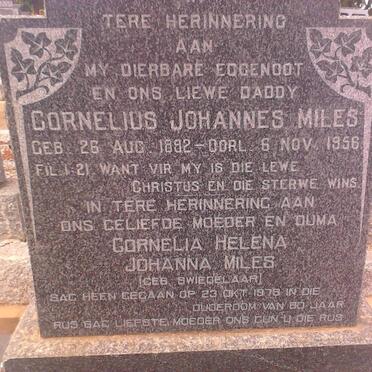 TERE HERINNERING
AAN
MY DIERBARE EGGENOOT
EN ONS LIEWE DADDY
CORNELIUS JOHANNES MILES
GEB. 26 AUG. 1892 - OORL. 6 NOV. 1956
FIL. 1:21 WANT VIR MY IS DIE LEWE
CHRISTUS EN DIE STERWE WINS.
IN TERE HERINNERING AAN
ONS GELIEFDE MOEDER EN OUMA
CORNELIA HELENA
JOHANNA MILES
(GEB. SWIEGELAAR)
SAG HEEN GEGAAN OP 23 OKT 1976 IN DIE
OUDERDOM VAN 80 JAAR
RUS SAG LIEFSTE MOEDER ONS GUN U DIE RUS